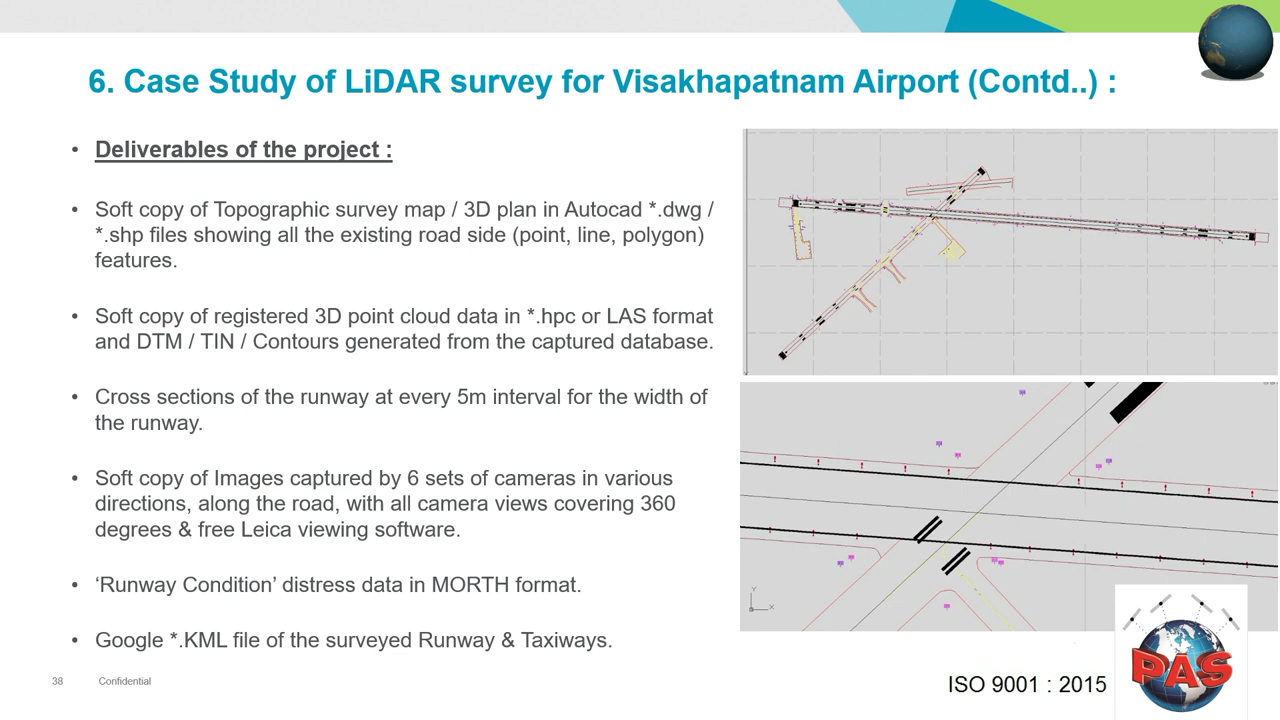 6. Case Study of LiDAR survey for Visakhapatnam Airport (Contd..) :
• Deliverables of the project :
• Soft copy of Topographic survey map / 3D plan in Autocad *.dwg /
*.shp files showing all the existing road side (point, line, polygon)
features.
• Soft copy of registered 3D point cloud data in *.hpc or LAS format
and DTM / TIN / Contours generated from the captured database.
• Cross sections of the runway at every 5m interval for the width of
the runway.
• Soft copy of Images captured by 6 sets of cameras in various
directions, along the road, with all camera views covering 360
degrees & free Leica viewing software.
• ‘Runway Condition’ distress data in MORTH format.
• Google *.KML file of the surveyed Runway & Taxiways.
Y
X
38 Confidential
ISO 9001 : 2015
PAS